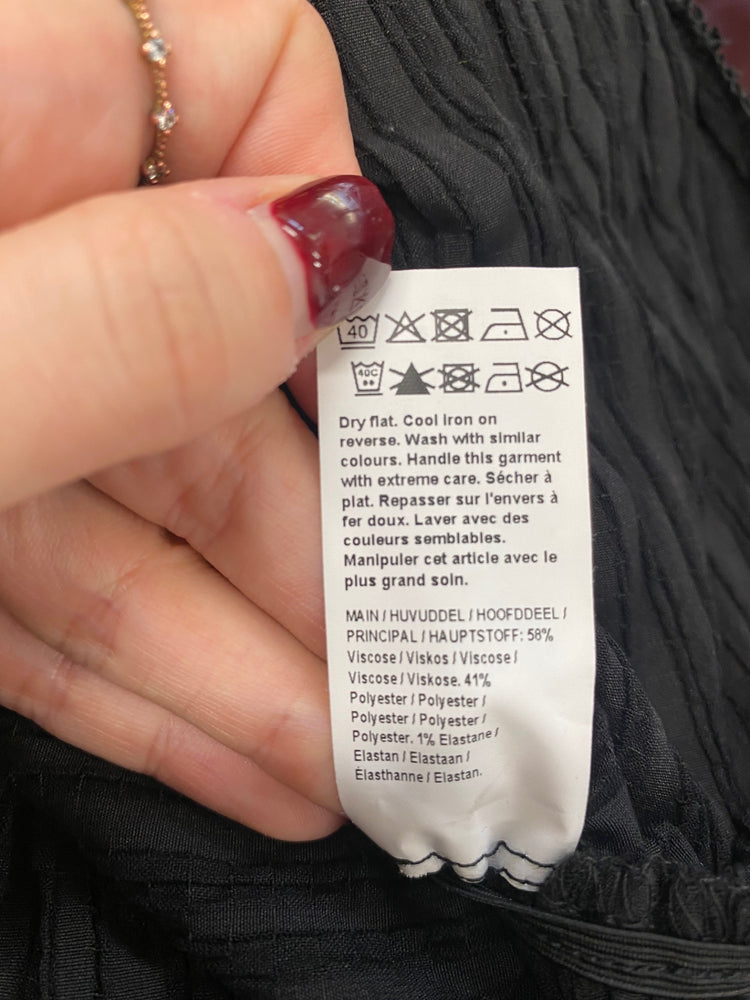 40
40C
Dry flat. Cool iron on
reverse. Wash with similar
colours. Handle this garment
with extreme care. Sécher à
plat. Repasser sur l'envers à
fer doux. Laver avec des
couleurs semblables.
Manipuler cet article avec le
plus grand soin.
MAIN / HUVUDDEL / HOOFDDEEL /
PRINCIPAL / HAUPTSTOFF: 58%
Viscose / Viskos / Viscose /
Viscose / Viskose. 41%
Polyester / Polyester /
Polyester / Polyester /
Polyester. 1% Elastane /
Elastan / Elastaan /
Élasthanne / Elastan.